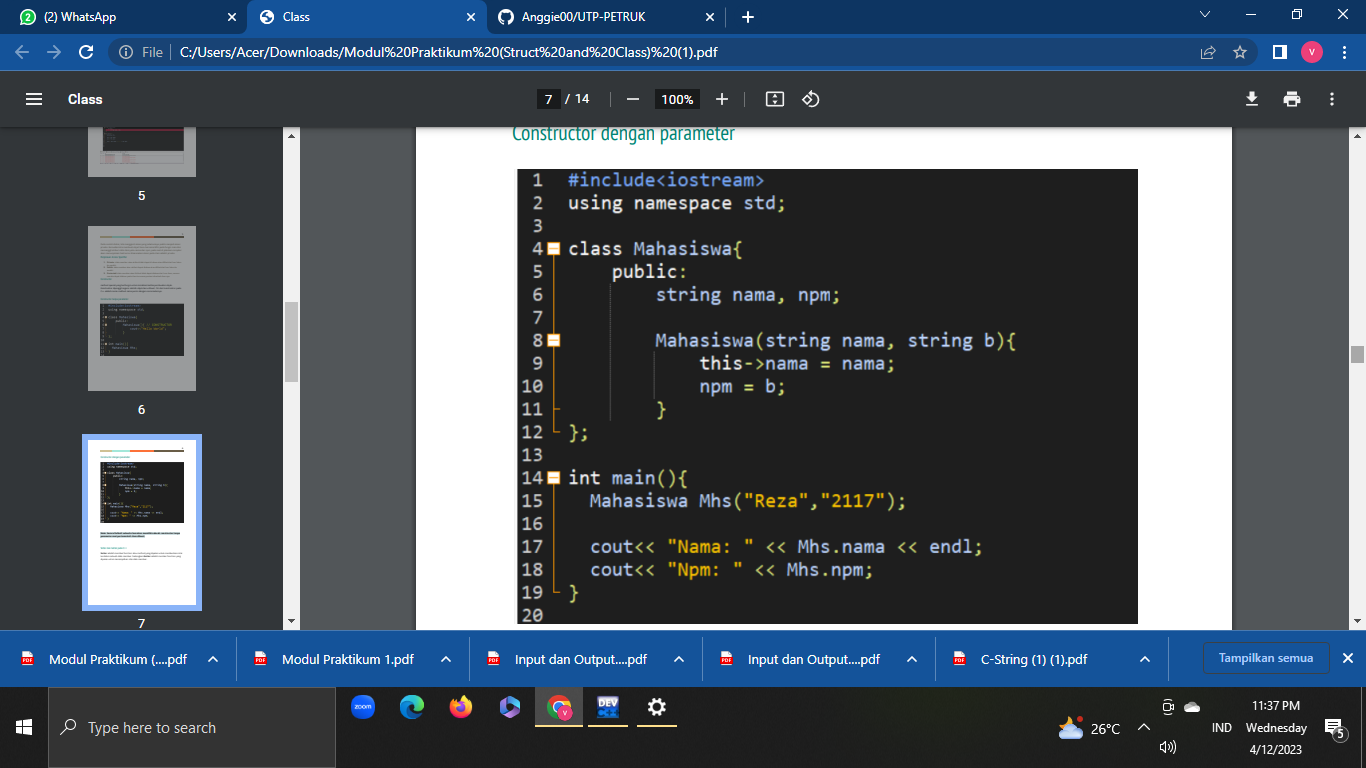 (2) WhatsApp
Class
Anggie00/UTP-PETRUK
File
C:/Users/Acer/Downloads/Modul%20Praktikum%20(Struct%20and%20Class)%20(1).pdf
V
Class
7 / 14
100%
5
6
7
Constructor dengan parameter
1 #include<iostream>
2 using namespace std;
3
4 class Mahasiswa{
5 public:
6 string nama, npm;
7
8 Mahasiswa(string nama, string b){
9 this->nama = nama;
10 npm = b;
11 }
12 };
13
14 int main(){
15 Mahasiswa Mhs("Reza","2117");
16
17 cout<< "Nama: " << Mhs.nama << endl;
18 cout<< "Npm: " << Mhs.npm;
19 }
20
PDF Modul Praktikum (....pdf
PDF Modul Praktikum 1.pdf
PDF Input dan Output....pdf
PDF Input dan Output....pdf
PDF C-String (1) (1).pdf
Tampilkan semua
Type here to search
zoom
V
DEV C++
26°C
IND
11:37 PM
Wednesday
4/12/2023
5